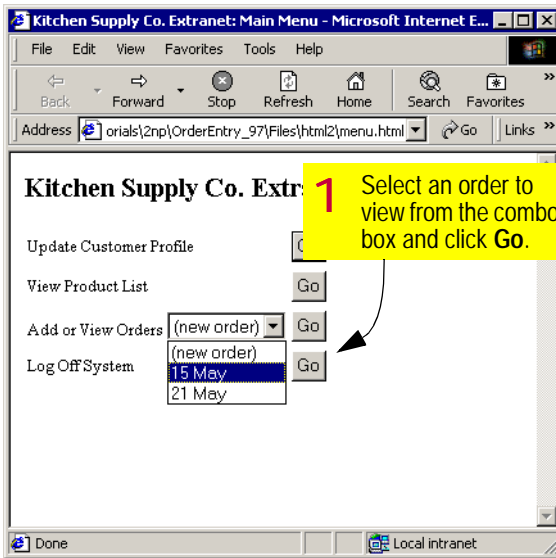 Kitchen Supply Co. Extranet: Main Menu - Microsoft Internet E...
File Edit View Favorites Tools Help
Back Forward Stop Refresh Home Search Favorites »
Address orials\2np\OrderEntry_97\Files\html2\menu.html Go Links »
Kitchen Supply Co. Extr
1 Select an order to
view from the combo
box and click Go.
Update Customer Profile
View Product List Go
Add or View Orders (new order) Go
(new order)
Log Off System 15 May Go
21 May
Done Local intranet